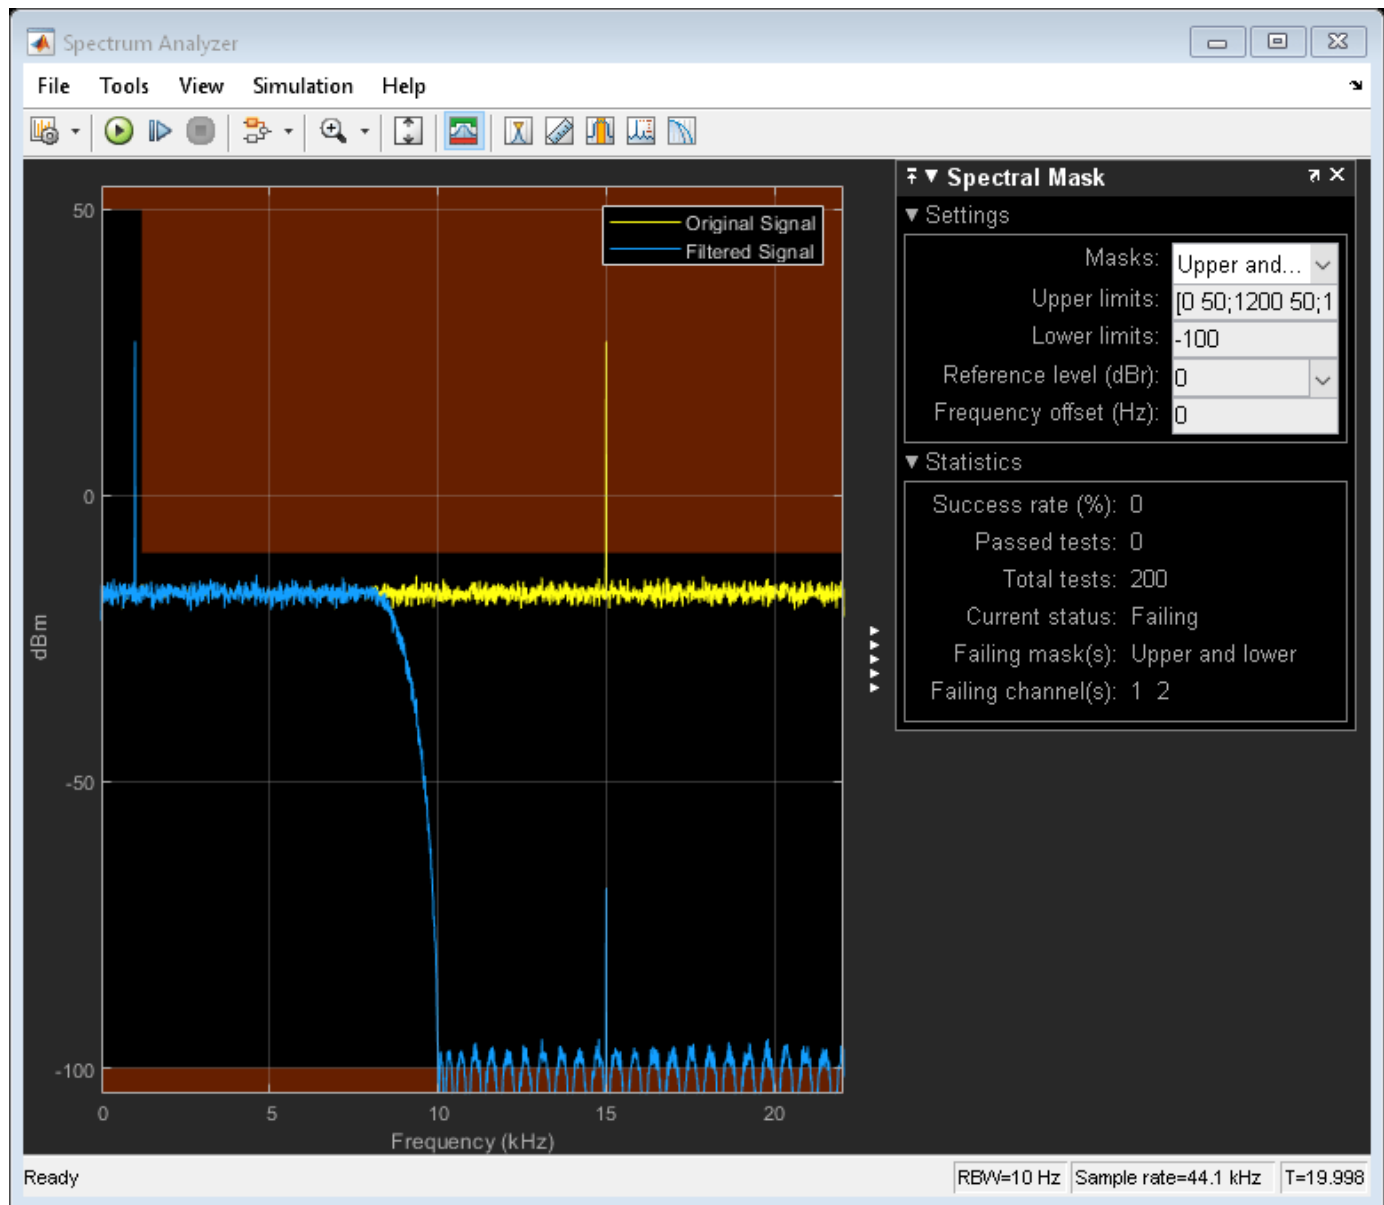 Spectrum Analyzer
File Tools View Simulation Help
50
0
-50
-100
dBm
0 5 10 15 20
Frequency (kHz)
Original Signal
Filtered Signal
Spectral Mask
Settings
Masks: Upper and...
Upper limits: [0 50;1200 50;1
Lower limits: -100
Reference level (dBr): 0
Frequency offset (Hz): 0
Statistics
Success rate (%): 0
Passed tests: 0
Total tests: 200
Current status: Failing
Failing mask(s): Upper and lower
Failing channel(s): 1 2
Ready
RBW=10 Hz Sample rate=44.1 kHz T=19.998